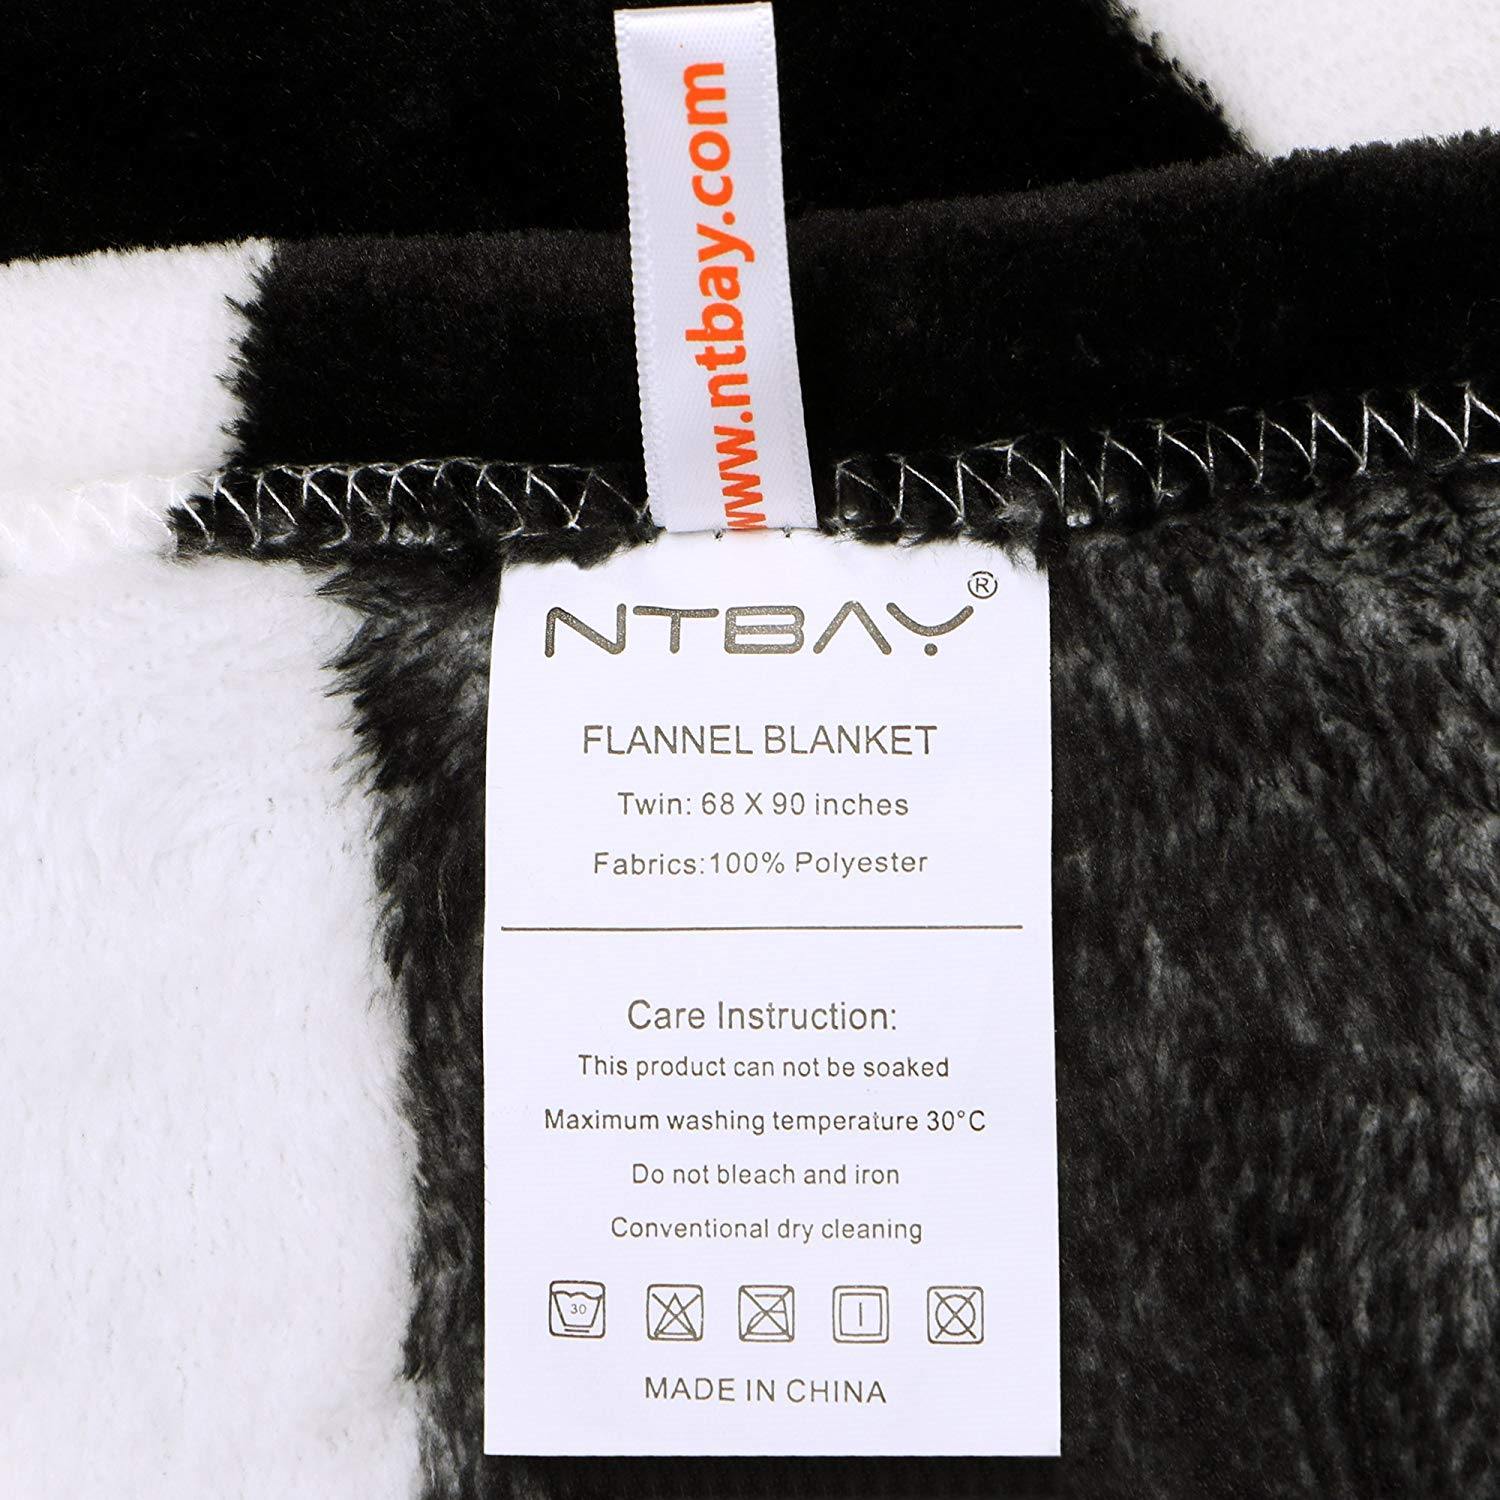 www.ntbay.com
NTBAY®
FLANNEL BLANKET
Twin: 68 X 90 inches
Fabrics:100% Polyester
Care Instruction:
This product can not be soaked
Maximum washing temperature 30°C
Do not bleach and iron
Conventional dry cleaning
30
MADE IN CHINA